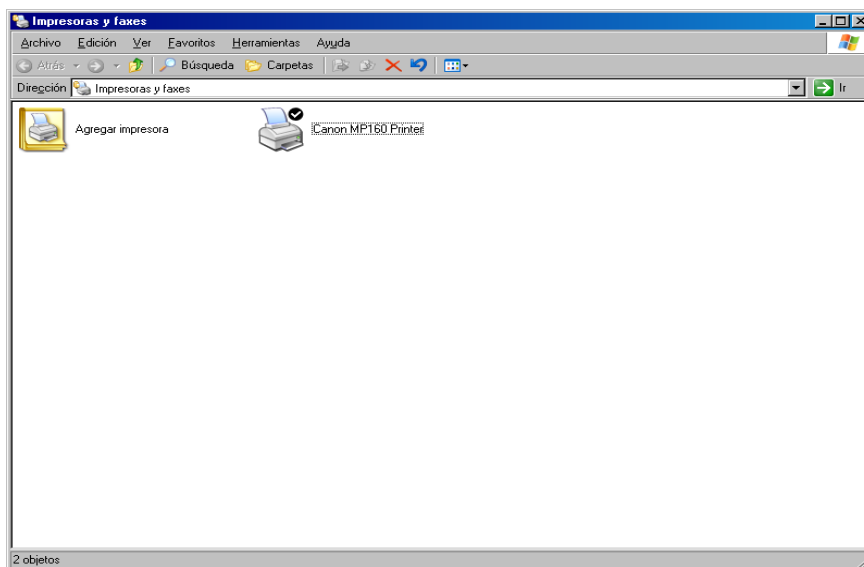 Impresoras y faxes
Archivo Edición Ver Favoritos Herramientas Ayuda
Atrás Búsqueda Carpetas
Dirección Impresoras y faxes Ir
Agregar impresora Canon MP160 Printer
2 objetos